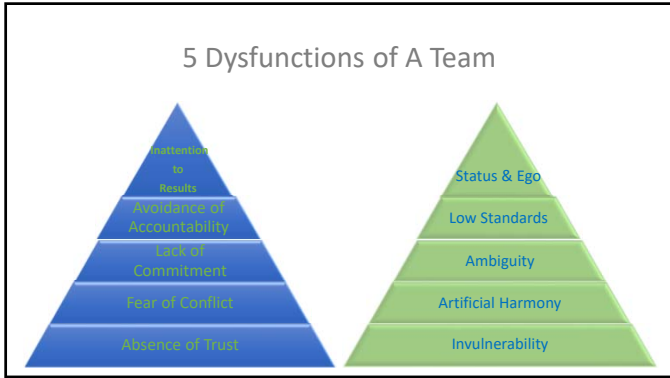 5 Dysfunctions of A Team
Inattention
to
Results
Avoidance of
Accountability
Lack of
Commitment
Fear of Conflict
Absence of Trust
Status & Ego
Low Standards
Ambiguity
Artificial Harmony
Invulnerability